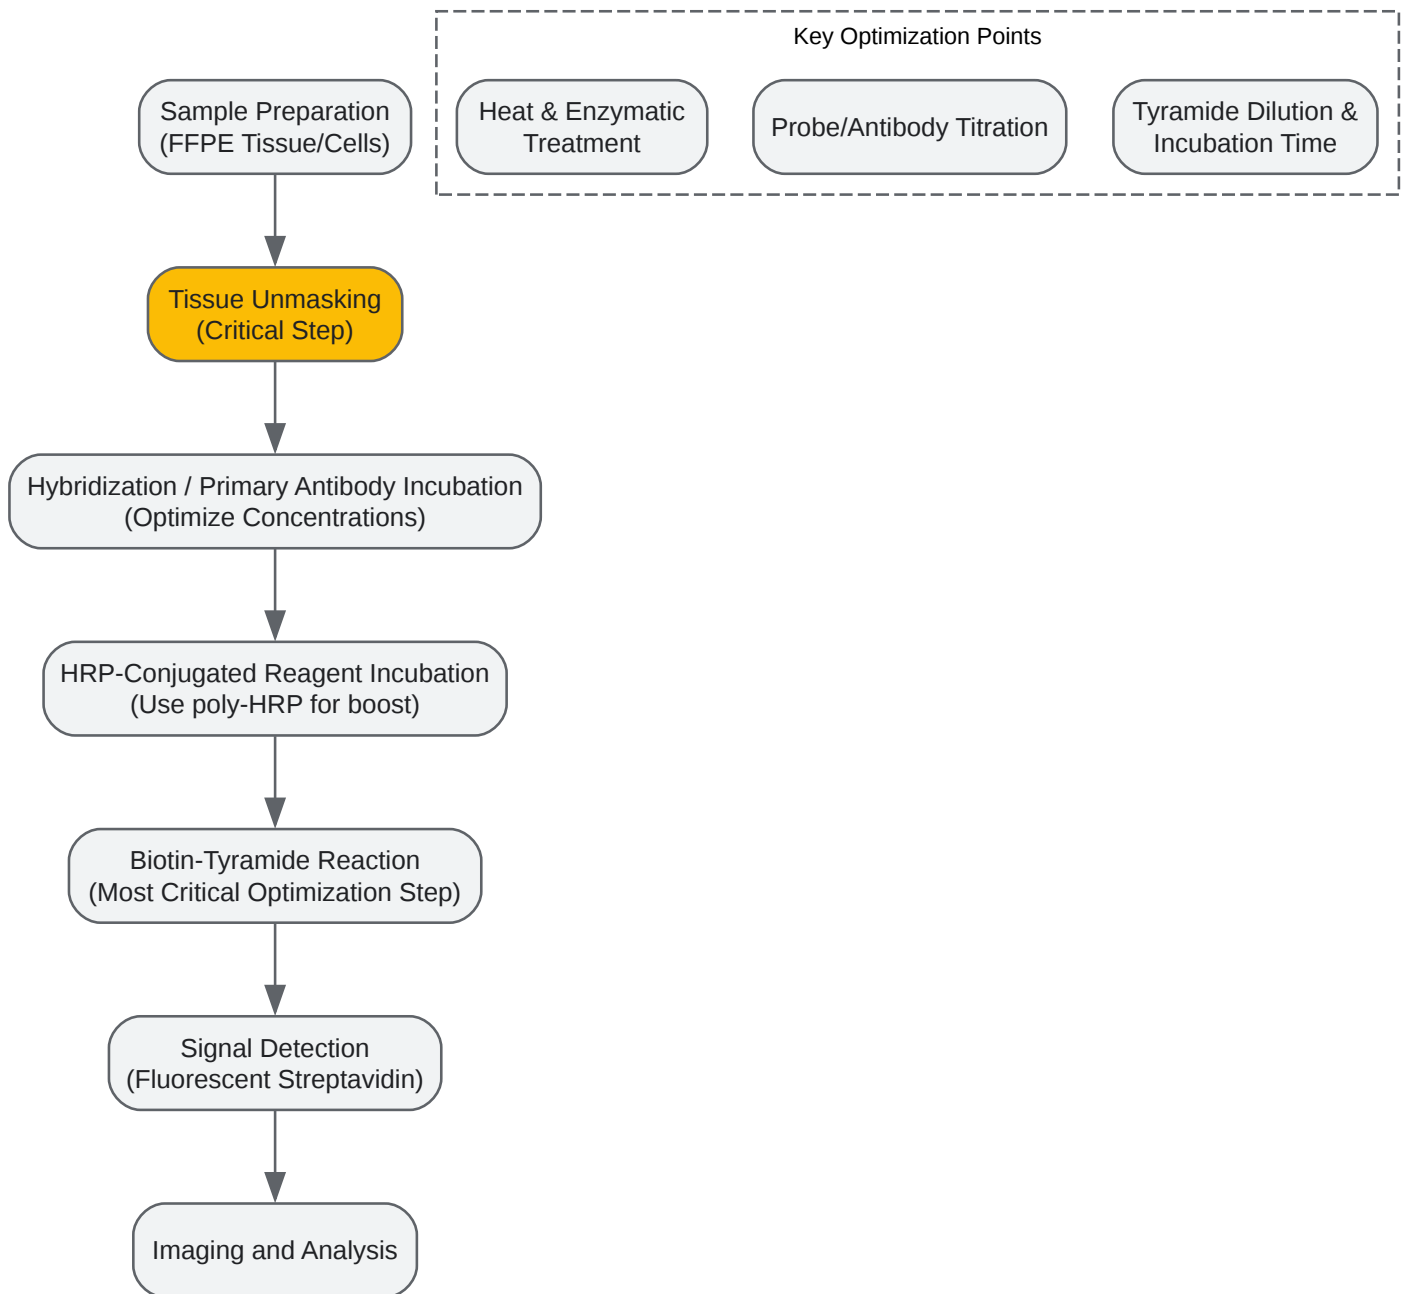 Key Optimization Points
Sample Preparation
(FFPE Tissue/Cells)
Heat & Enzymatic
Treatment
Probe/Antibody Titration
Tyramide Dilution &
Incubation Time
Tissue Unmasking
(Critical Step)
Hybridization / Primary Antibody Incubation
(Optimize Concentrations)
HRP-Conjugated Reagent Incubation
(Use poly-HRP for boost)
Biotin-Tyramide Reaction
(Most Critical Optimization Step)
Signal Detection
(Fluorescent Streptavidin)
Imaging and Analysis